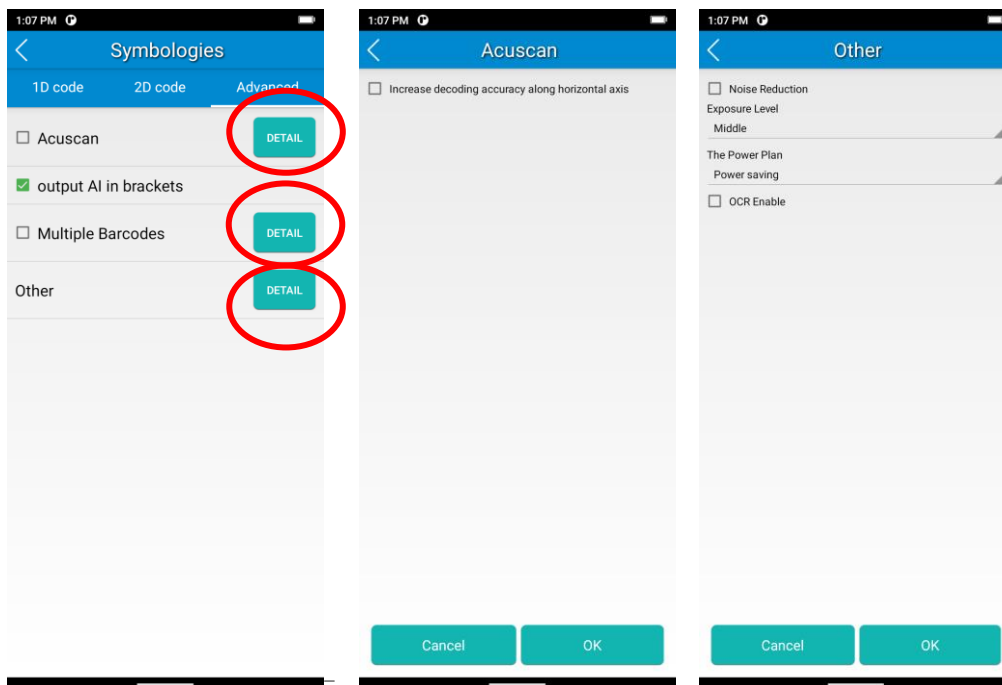 1:07 PM
Symbologies
1D code 2D code Advanced
Acuscan DETAIL
output AI in brackets
Multiple Barcodes DETAIL
Other DETAIL
1:07 PM
Acuscan
Increase decoding accuracy along horizontal axis
Cancel OK
1:07 PM
Other
Noise Reduction
Exposure Level
Middle
The Power Plan
Power saving
OCR Enable
Cancel OK